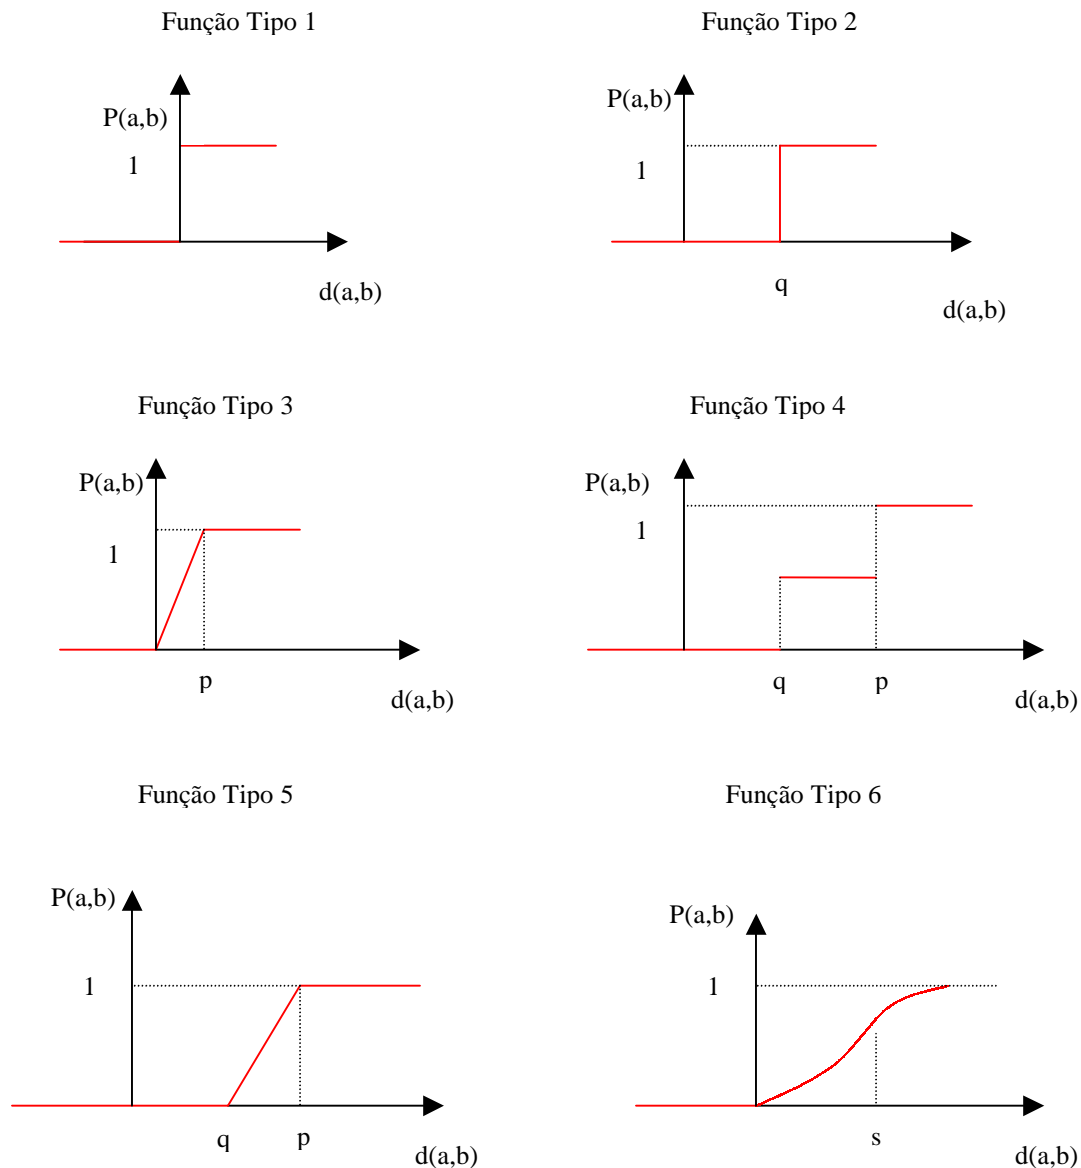 Função Tipo 1
P(a,b)
1
d(a,b)
Função Tipo 2
P(a,b)
1
q
d(a,b)
Função Tipo 3
P(a,b)
1
p
d(a,b)
Função Tipo 4
P(a,b)
1
q
p
d(a,b)
Função Tipo 5
P(a,b)
1
q
p
d(a,b)
Função Tipo 6
P(a,b)
1
s
d(a,b)